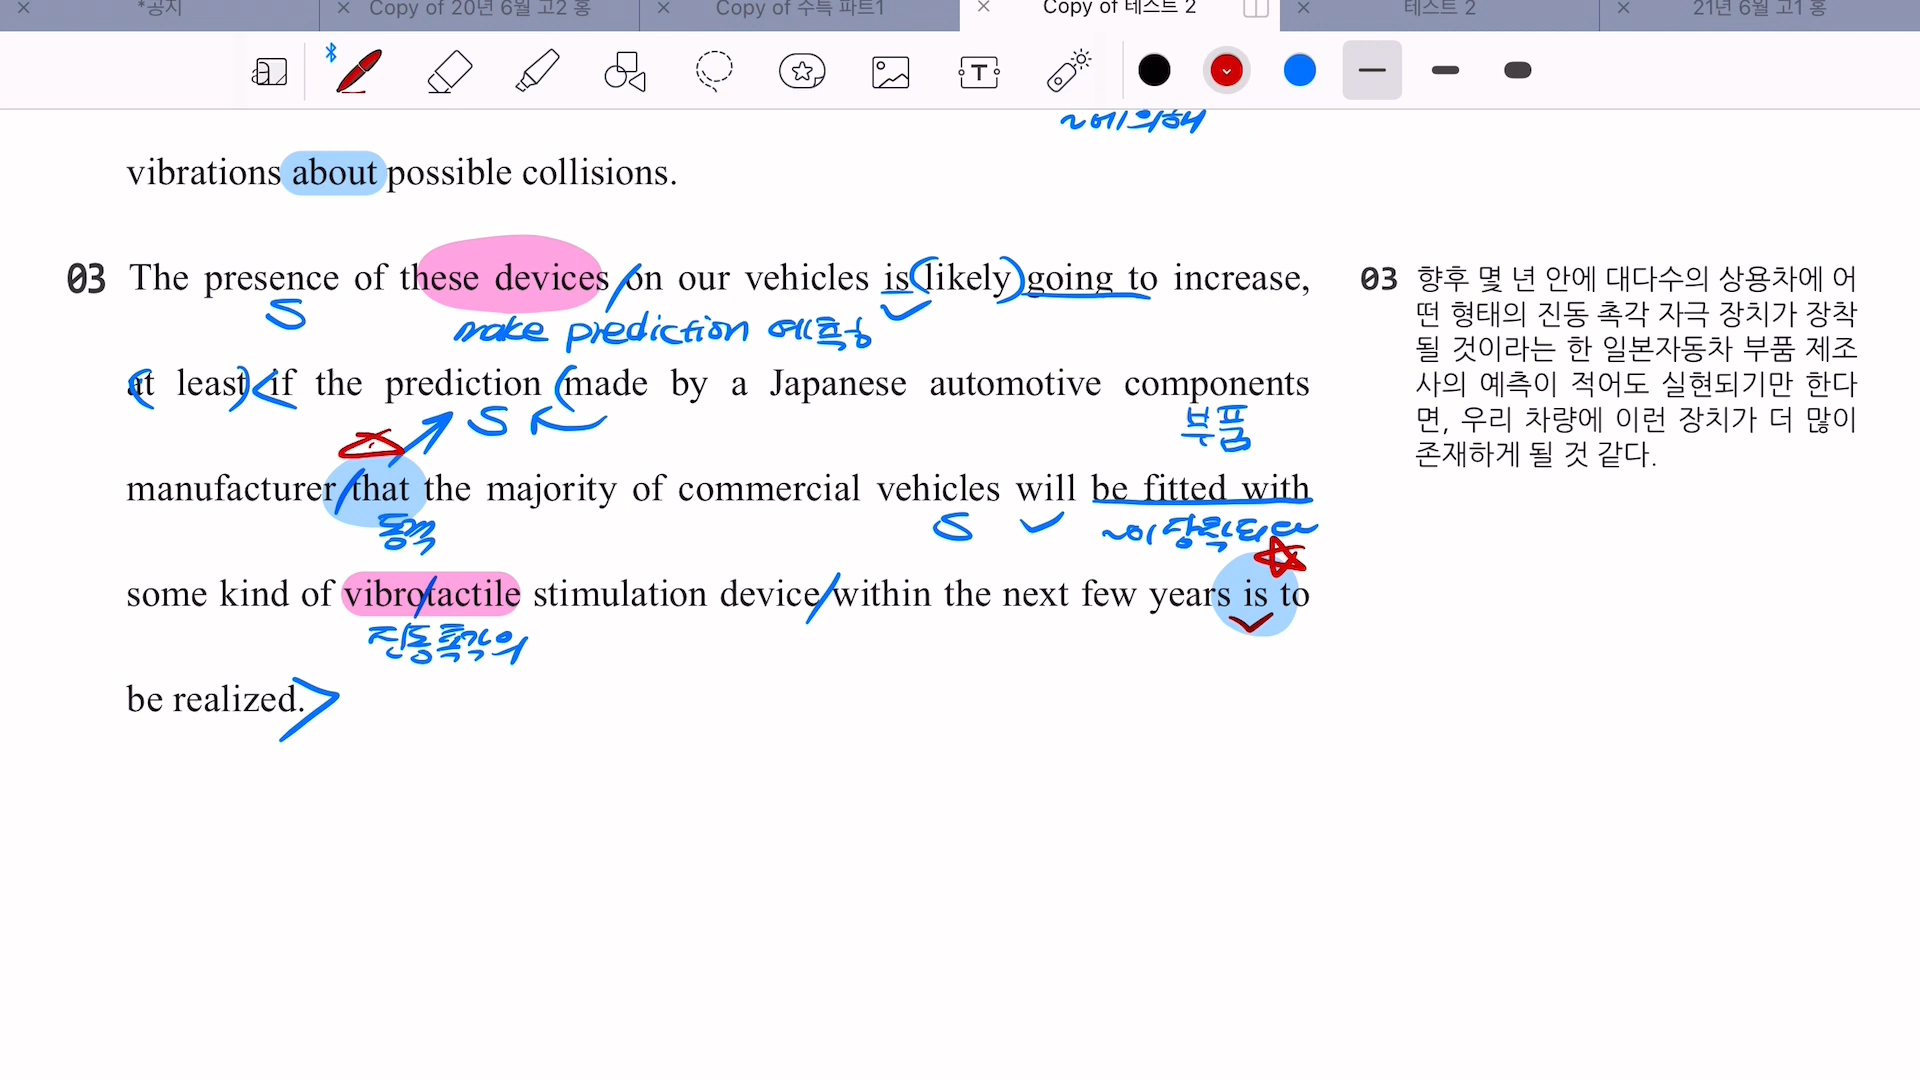 *공지
Copy of 20년 6월 고2 홍
Copy of 수특 파트1
Copy of 테스트 2
테스트 2
21년 6월 고1 홍
T
~에 의해
vibrations about possible collisions.
03 The presence of these devices on our vehicles is likely going to increase,
S
make prediction 예측하
at least if the prediction made by a Japanese automotive components
S
부품
manufacturer that the majority of commercial vehicles will be fitted with
동격
S
~이 장착되다
some kind of vibrotactile stimulation device within the next few years is to
진동촉각의
be realized.
03 향후 몇 년 안에 대다수의 상용차에 어
떤 형태의 진동 촉각 자극 장치가 장착
될 것이라는 한 일본자동차 부품 제조
사의 예측이 적어도 실현되기만 한다
면, 우리 차량에 이런 장치가 더 많이
존재하게 될 것 같다.